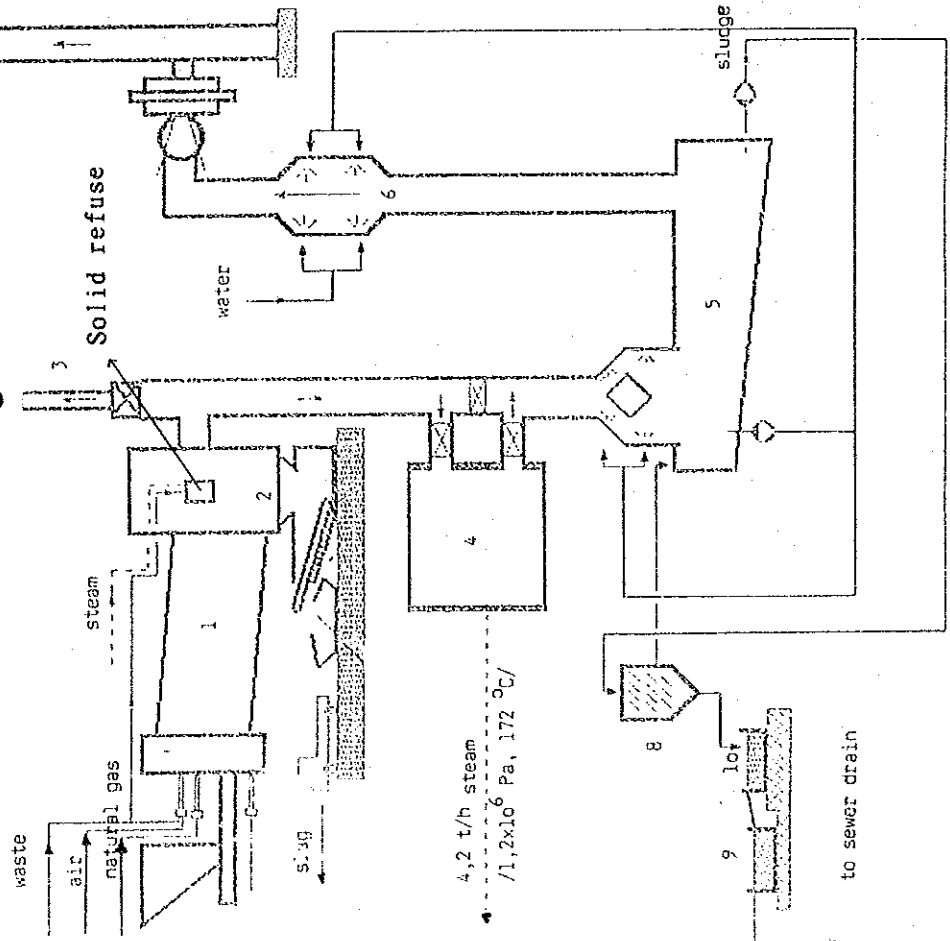 waste
air
natural gas
steam
1
2
3
Solid refuse
water
6
sludge
5
slag
4
4,2 t/h steam
/1,2x10⁶ Pa, 172 °C/
8
9
10
to sewer drain